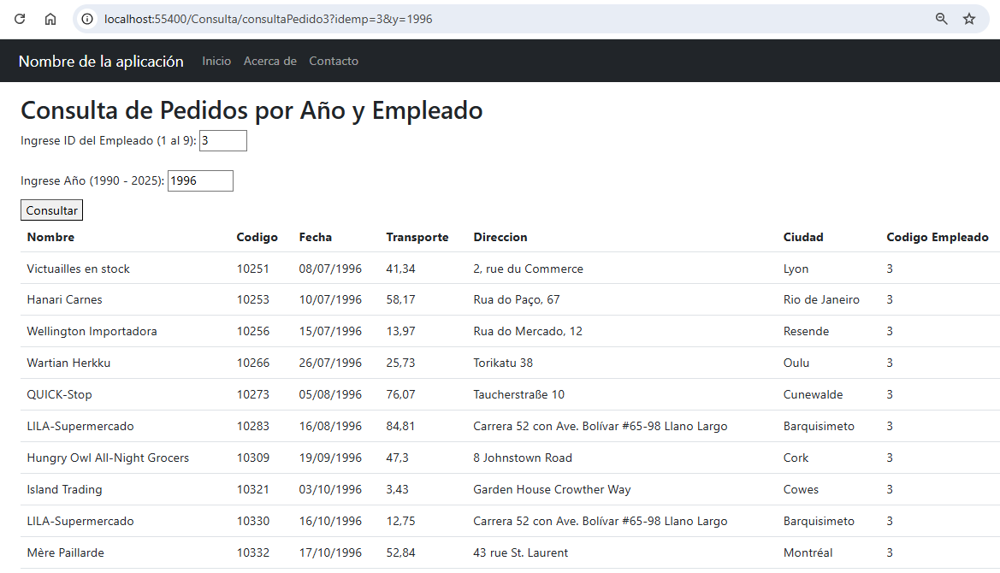 localhost:55400/Consulta/consultaPedido3?idemp=3&y=1996
Nombre de la aplicación Inicio Acerca de Contacto
Consulta de Pedidos por Año y Empleado
Ingrese ID del Empleado (1 al 9): 3
Ingrese Año (1990 - 2025): 1996
Consultar
Nombre Codigo Fecha Transporte Direccion Ciudad Codigo Empleado
Victuailles en stock 10251 08/07/1996 41,34 2, rue du Commerce Lyon 3
Hanari Carnes 10253 10/07/1996 58,17 Rua do Paço, 67 Rio de Janeiro 3
Wellington Importadora 10256 15/07/1996 13,97 Rua do Mercado, 12 Resende 3
Wartian Herkku 10266 26/07/1996 25,73 Torikatu 38 Oulu 3
QUICK-Stop 10273 05/08/1996 76,07 Taucherstraße 10 Cunewalde 3
LILA-Supermercado 10283 16/08/1996 84,81 Carrera 52 con Ave. Bolívar #65-98 Llano Largo Barquisimeto 3
Hungry Owl All-Night Grocers 10309 19/09/1996 47,3 8 Johnstown Road Cork 3
Island Trading 10321 03/10/1996 3,43 Garden House Crowther Way Cowes 3
LILA-Supermercado 10330 16/10/1996 12,75 Carrera 52 con Ave. Bolívar #65-98 Llano Largo Barquisimeto 3
Mère Paillarde 10332 17/10/1996 52,84 43 rue St. Laurent Montréal 3